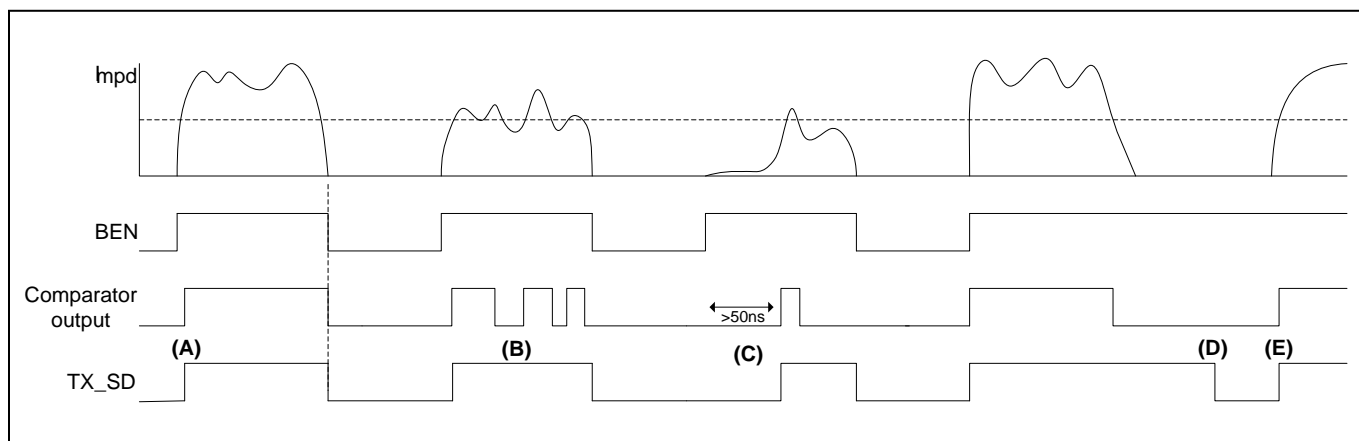 Impd
BEN
Comparator
output
>50ns
(A)
(B)
(C)
(D)
(E)
TX_SD